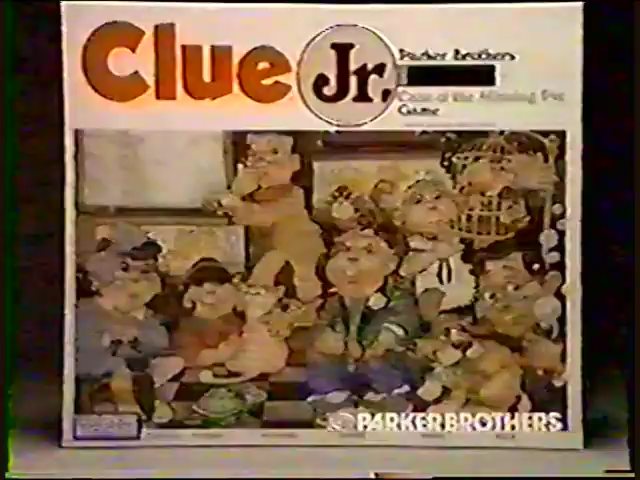 Clue Jr.
Parker Brothers
Case of the Missing Pet
Game
PARKER BROTHERS